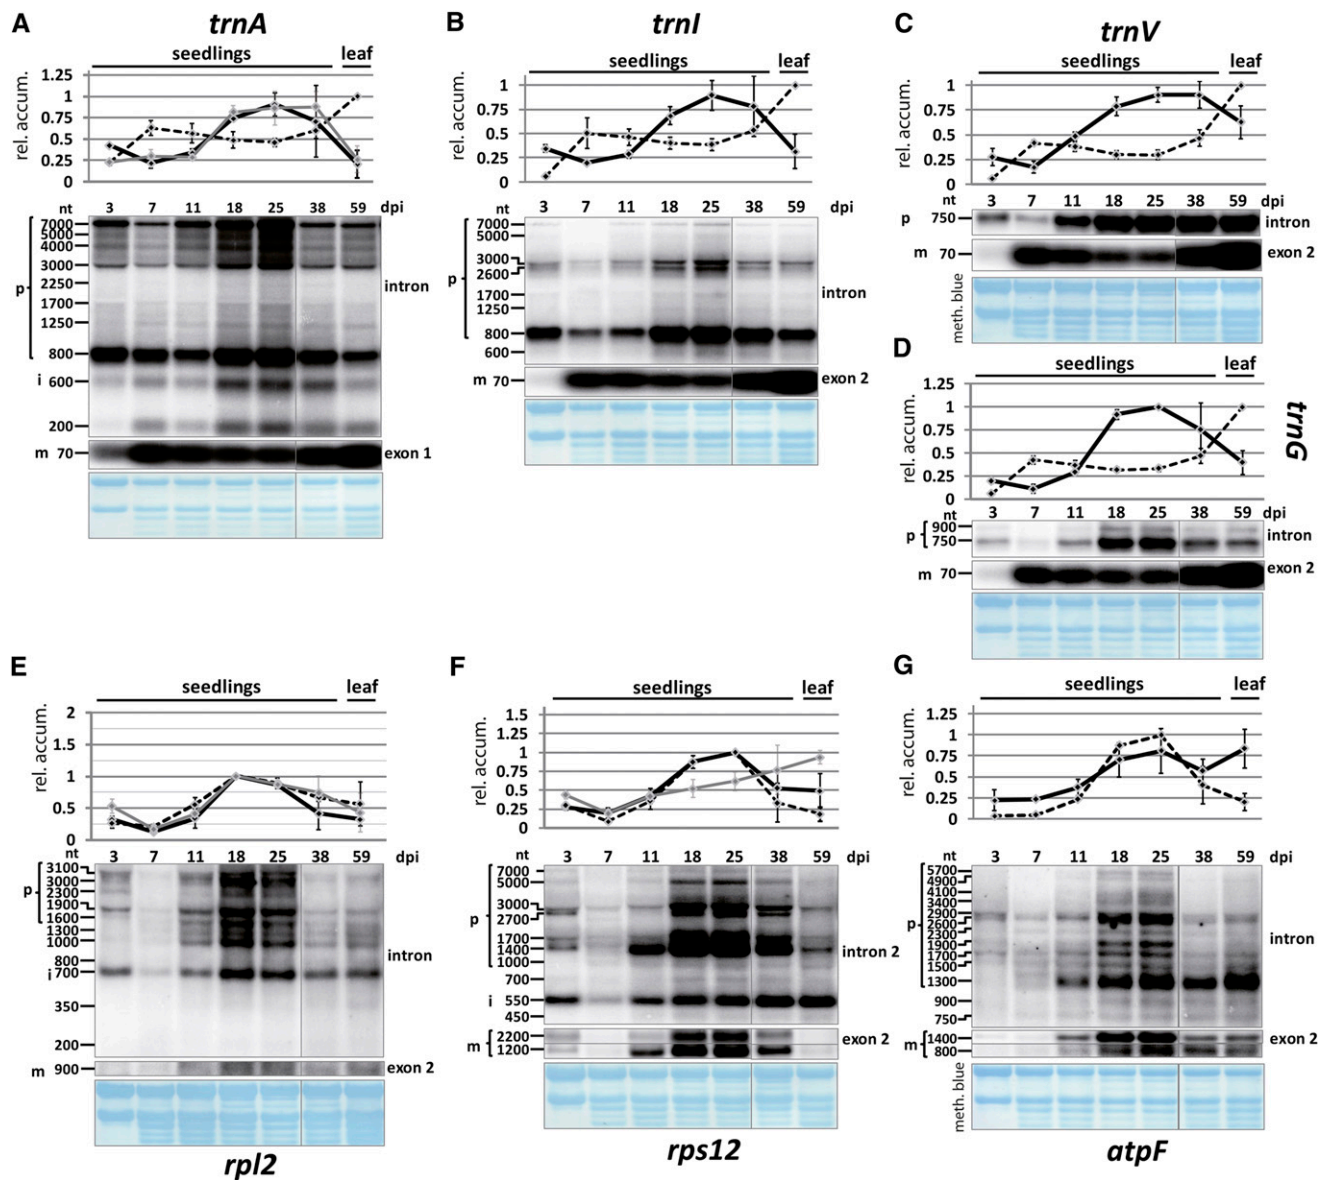 A
trnA
seedlings leaf
rel. accum.
1.25
1
0.75
0.5
0.25
0
nt 3 7 11 18 25 38 59 dpi
7000
5000
4000
3000
p
2250
intron
1700
1250
800
i 600
200
m 70 exon 1
B
trnI
seedlings leaf
rel. accum.
1
0.75
0.5
0.25
0
nt 3 7 11 18 25 38 59 dpi
7000
5000
3000
2600
p
1700
intron
1250
800
600
m 70 exon 2
C
trnV
seedlings leaf
rel. accum.
1
0.75
0.5
0.25
0
nt 3 7 11 18 25 38 59 dpi
p 750 intron
m 70 exon 2
meth. blue
D
seedlings leaf
trnG
rel. accum.
1.25
1
0.75
0.5
0.25
0
nt 3 7 11 18 25 38 59 dpi
900
p 750 intron
m 70 exon 2
E
seedlings leaf
rel. accum.
2
1.5
1
0.5
0
nt 3 7 11 18 25 38 59 dpi
3100
3000
p
2300
1900
1600
1300
1000
800
intron
i 700
350
200
m 900 exon 2
rpl2
F
seedlings leaf
rel. accum.
1.5
1.25
1
0.75
0.5
0.25
0
nt 3 7 11 18 25 38 59 dpi
7000
5000
3000
p
2700
1700
1400
intron 2
1000
700
i 550
450
2200 exon 2
m
1200
rps12
G
seedlings leaf
rel. accum.
1.25
1
0.75
0.5
0.25
0
nt 3 7 11 18 25 38 59 dpi
5700
4900
4100
3400
2900
p
2600
2300
1900
intron
1700
1500
1300
900
750
1400 exon 2
m
800
meth. blue
atpF